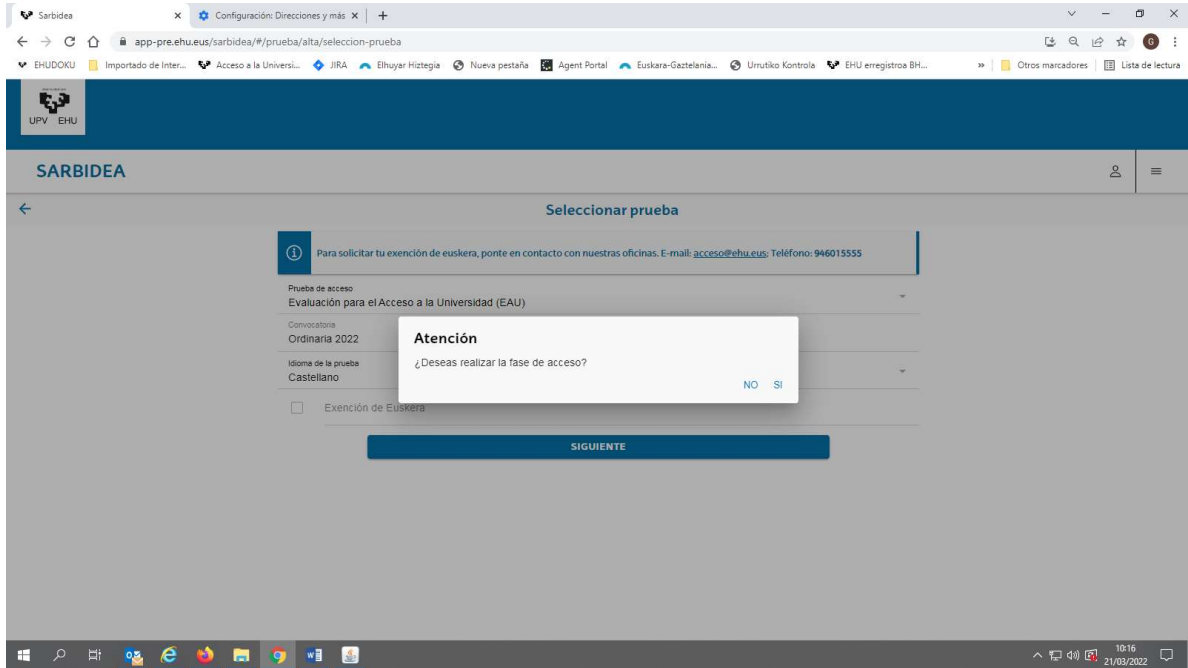 Sarbidea
Configuración: Direcciones y más
app-pre.ehu.eus/sarbidea/#/prueba/alta/seleccion-prueba
G
EHUDOKU Importado de Inter... Acceso a la Universi... JIRA Elhuyar Hiztegia Nueva pestaña Agent Portal Euskara-Gaztelania... Urrutiko Kontrola EHU erregistroa BH... » Otros marcadores Lista de lectura
UPV EHU
SARBIDEA
Seleccionar prueba
Para solicitar tu exención de euskera, ponte en contacto con nuestras oficinas. E-mail: acceso@ehu.eus; Teléfono: 946015555
Prueba de acceso
Evaluación para el Acceso a la Universidad (EAU)
Convocatoria
Ordinaria 2022
Idioma de la prueba
Castellano
Atención
¿Deseas realizar la fase de acceso?
NO SI
Exención de Euskera
SIGUIENTE
10:16
21/03/2022